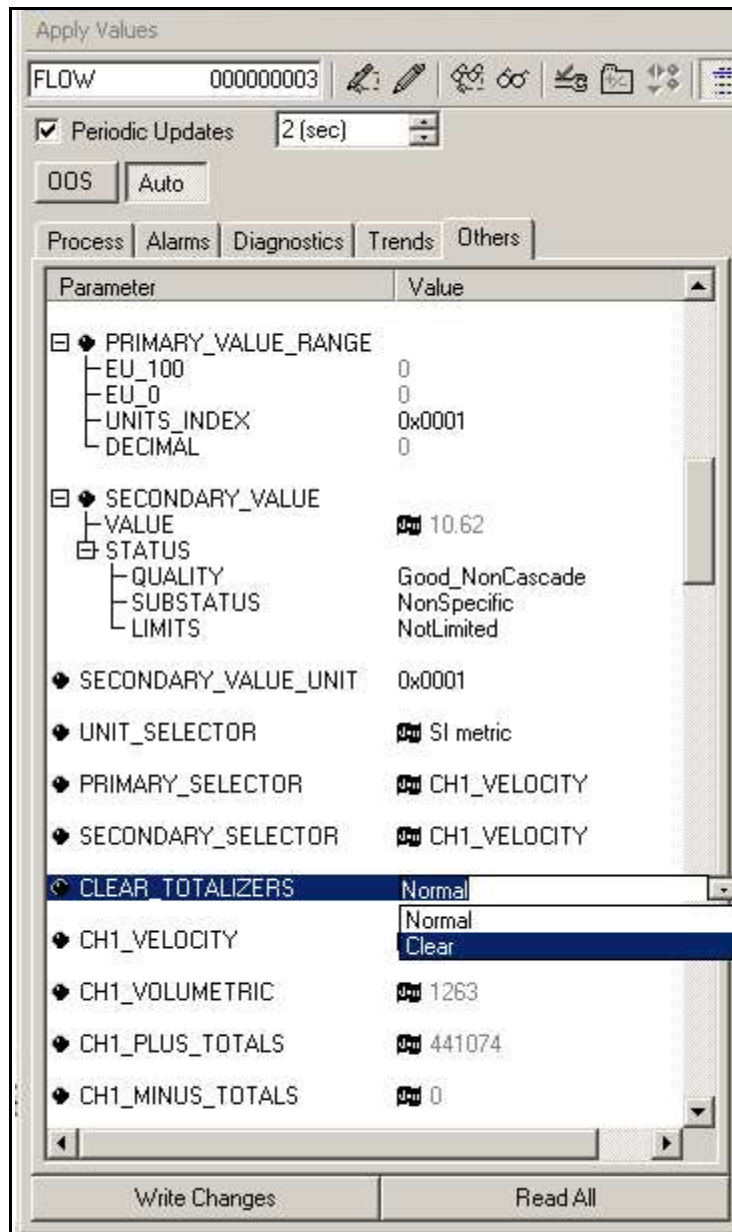 Apply Values
FLOW 000000003
Periodic Updates 2 (sec)
OOS Auto
Process Alarms Diagnostics Trends Others
Parameter Value
PRIMARY_VALUE_RANGE
EU_100 0
EU_0 0
UNITS_INDEX 0x0001
DECIMAL 0
SECONDARY_VALUE
VALUE 10.62
STATUS
QUALITY Good_NonCascade
SUBSTATUS NonSpecific
LIMITS NotLimited
SECONDARY_VALUE_UNIT 0x0001
UNIT_SELECTOR SI metric
PRIMARY_SELECTOR CH1_VELOCITY
SECONDARY_SELECTOR CH1_VELOCITY
CLEAR_TOTALIZERS Normal
Normal
CH1_VELOCITY Clear
CH1_VOLUMETRIC 1263
CH1_PLUS_TOTALS 441074
CH1_MINUS_TOTALS 0
Write Changes Read All